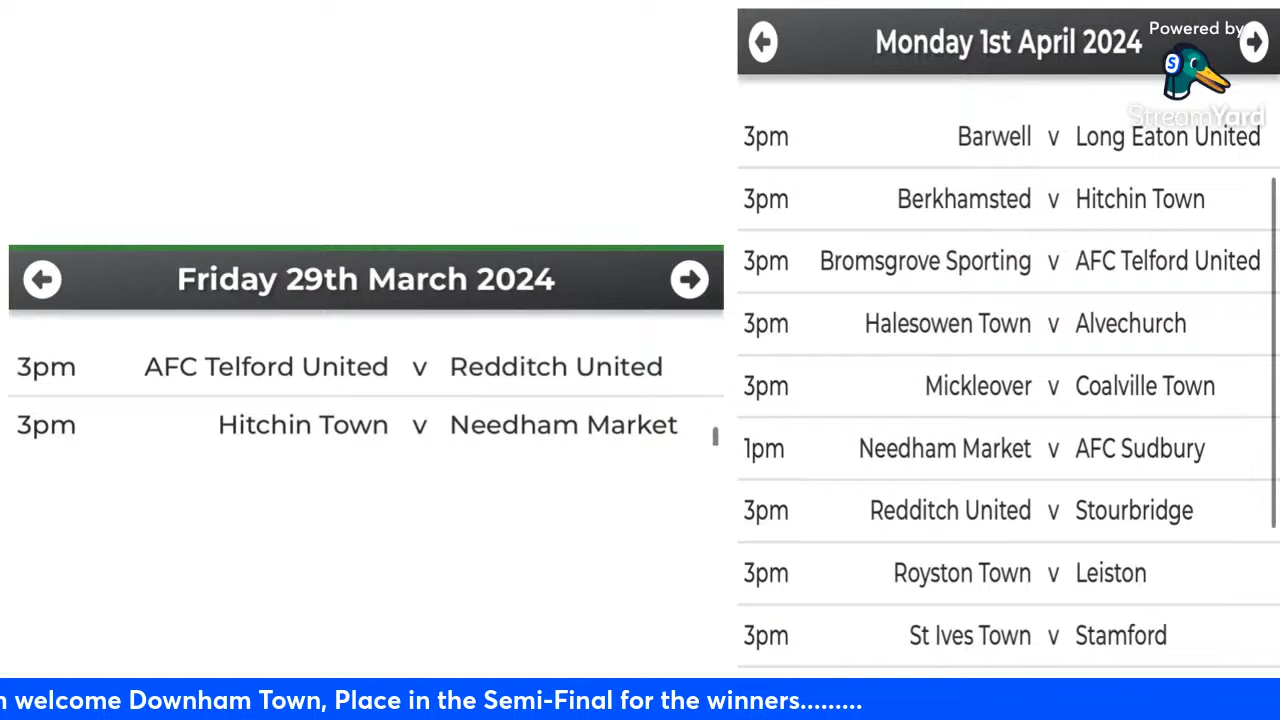 Friday 29th March 2024
3pm AFC Telford United v Redditch United
3pm Hitchin Town v Needham Market
Monday 1st April 2024
Powered by
S
StreamYard
3pm Barwell v Long Eaton United
3pm Berkhamsted v Hitchin Town
3pm Bromsgrove Sporting v AFC Telford United
3pm Halesowen Town v Alvechurch
3pm Mickleover v Coalville Town
1pm Needham Market v AFC Sudbury
3pm Redditch United v Stourbridge
3pm Royston Town v Leiston
3pm St Ives Town v Stamford
welcome Downham Town, Place in the Semi-Final for the winners.........